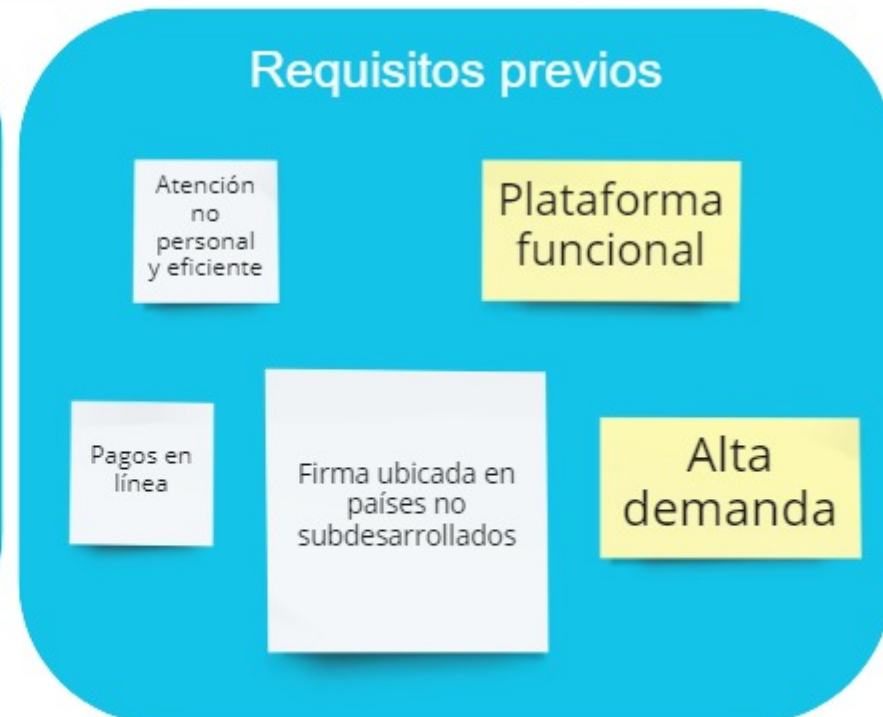 Requisitos previos
Atención
no
personal
y eficiente
Plataforma
funcional
Pagos en
línea
Firma ubicada en
países no
subdesarrollados
Alta
demanda